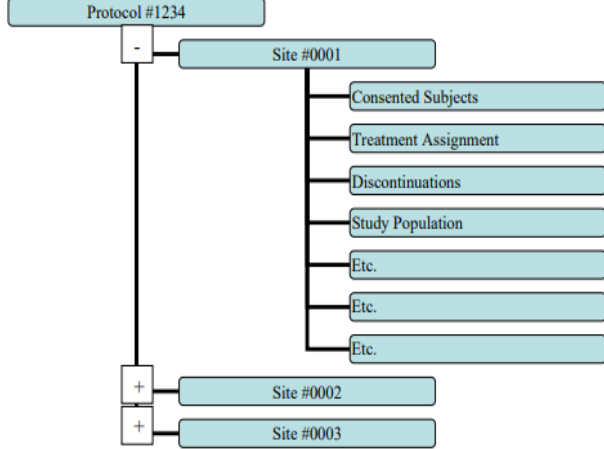 Protocol #1234
-
Site #0001
Consented Subjects
Treatment Assignment
Discontinuations
Study Population
Etc.
Etc.
Etc.
+
Site #0002
+
Site #0003